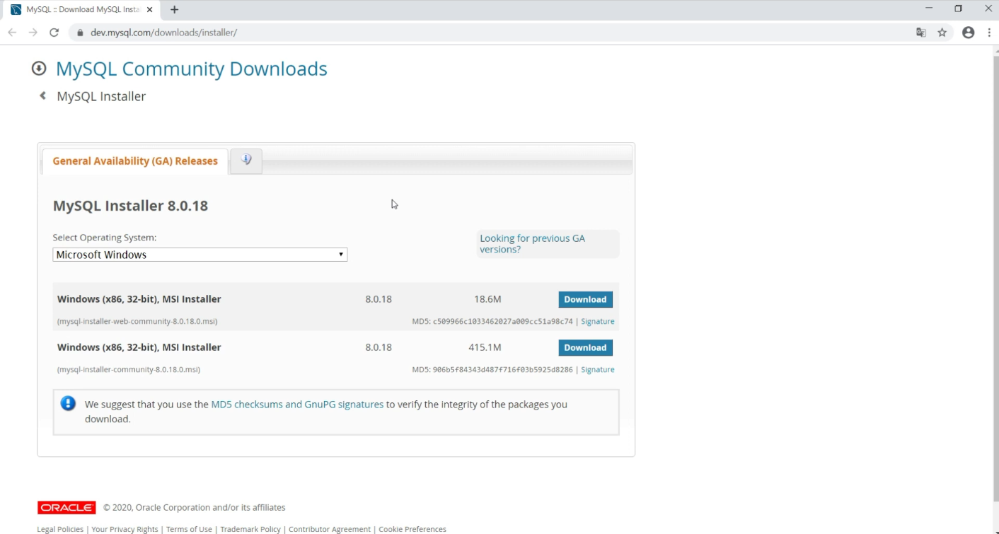 MySQL :: Download MySQL Insta
dev.mysql.com/downloads/installer/
MySQL Community Downloads
MySQL Installer
General Availability (GA) Releases
MySQL Installer 8.0.18
Select Operating System:
Looking for previous GA
versions?
Microsoft Windows
Windows (x86, 32-bit), MSI Installer 8.0.18 18.6M Download
(mysql-installer-web-community-8.0.18.0.msi) MD5: c509966c1033462027a009cc51a98c74 | Signature
Windows (x86, 32-bit), MSI Installer 8.0.18 415.1M Download
(mysql-installer-community-8.0.18.0.msi) MD5: 906b5f84343d487f716f03b5925d8286 | Signature
We suggest that you use the MD5 checksums and GnuPG signatures to verify the integrity of the packages you
download.
ORACLE © 2020, Oracle Corporation and/or its affiliates
Legal Policies | Your Privacy Rights | Terms of Use | Trademark Policy | Contributor Agreement | Cookie Preferences